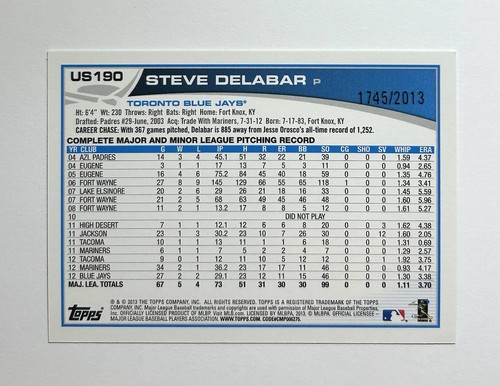 US190 STEVE DELABAR P
1745/2013
TORONTO BLUE JAYS®
Ht: 6'4" Wt: 230 Throws: Right Bats: Right Home: Fort Knox, KY
Drafted: Padres #29-June, 2003 Acq: Trade With Mariners, 7-31-12 Born: 7-17-83, Fort Knox, KY
CAREER CHASE: With 367 games pitched, Delabar is 885 away from Jesse Orosco's all-time record of 1,252.
COMPLETE MAJOR AND MINOR LEAGUE PITCHING RECORD
YR CLUB G W L IP H R ER BB SO CG SHO SV WHIP ERA
04 AZL PADRES 14 3 4 45.1 51 32 22 21 39 0 0 0 1.59 4.37
04 EUGENE 3 1 1 17 13 7 5 3 11 0 0 0 0.94 2.65
05 EUGENE 16 4 6 75.2 84 45 40 18 59 0 0 0 1.35 4.76
06 FORT WAYNE 27 8 9 145 129 66 55 65 118 1 0 0 1.34 3.41
07 LAKE ELSINORE 20 2 2 29 26 21 18 16 33 0 0 0 1.45 5.59
07 FORT WAYNE 21 2 5 68 63 49 45 46 48 0 0 0 1.60 5.96
08 FORT WAYNE 11 2 1 13.2 17 8 8 5 12 0 0 0 1.61 5.27
10 DID NOT PLAY
11 HIGH DESERT 7 1 1 12.1 12 6 6 8 20 0 0 3 1.62 4.38
11 JACKSON 23 1 3 30.2 23 10 7 26 30 0 0 12 1.60 2.05
11 TACOMA 10 1 1 13 11 1 1 6 18 0 0 0 1.31 0.69
11 MARINERS 6 1 1 7 5 2 2 4 7 0 0 0 1.29 2.57
12 TACOMA 9 0 1 12 11 5 5 12 12 0 0 0 1.92 3.75
12 MARINERS 34 2 1 36.2 23 17 17 11 46 0 0 0 0.93 4.17
12 BLUE JAYS 27 2 2 29.1 23 12 11 15 46 0 0 0 1.30 3.38
MAJ. LEA. TOTALS 67 5 4 73 51 31 30 30 99 0 0 0 1.11 3.70
Topps
® & © 2013 THE TOPPS COMPANY, INC. ALL RIGHTS RESERVED. TOPPS IS A REGISTERED TRADEMARK OF THE TOPPS
COMPANY, INC. Major League Baseball trademarks and copyrights are used with permission of Major League Baseball Properties,
Inc. OFFICIALLY LICENSED PRODUCT OF MLBP. Visit MLB.com. OFFICIALLY LICENSED BY MLBPA, 2013, © MLBPA, OFFICIAL LICENSEE –
MAJOR LEAGUE BASEBALL PLAYERS ASSOCIATION. WWW.TOPPS.COM. CODE#CMP006275.